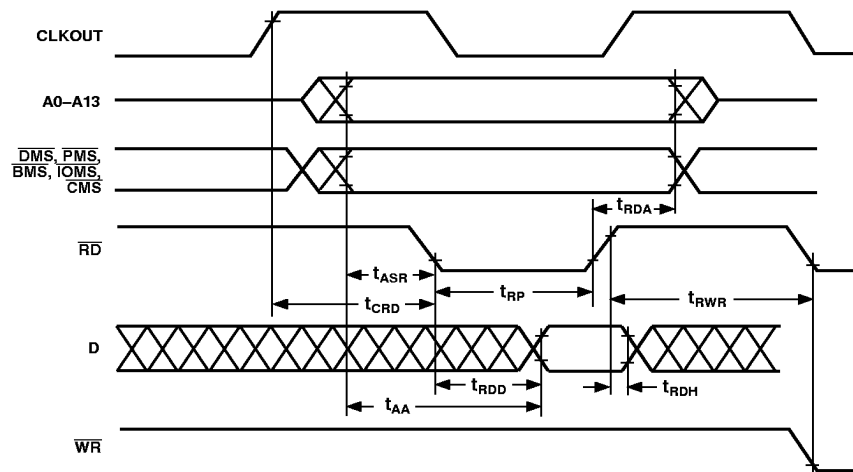 CLKOUT
A0–A13
DMS, PMS,
BMS, IOMS,
CMS
tRDA
RD
tASR
tRP
tRWR
tCRD
D
tRDD
tRDH
tAA
WR